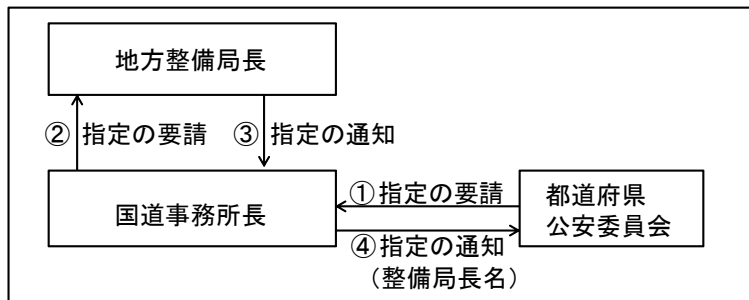 地方整備局長
② 指定の要請
③ 指定の通知
国道事務所長
①指定の要請
都道府県
公安委員会
④指定の通知
（整備局長名）